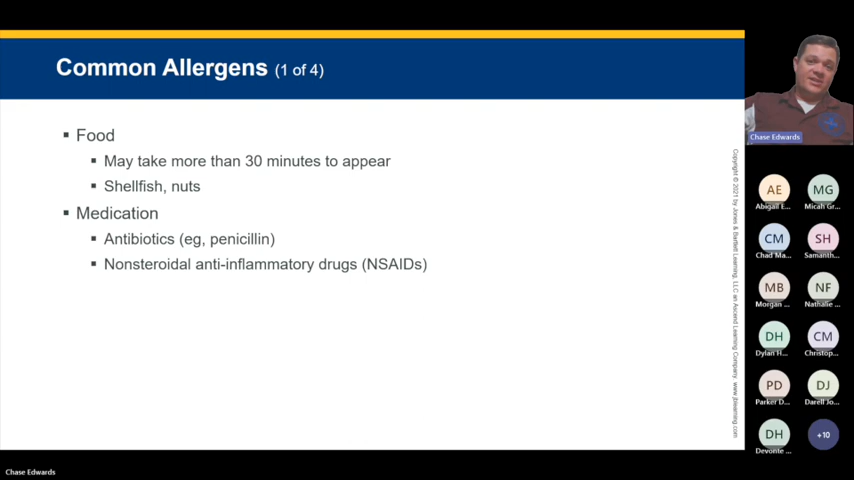 Common Allergens (1 of 4)
Food
May take more than 30 minutes to appear
Shellfish, nuts
Medication
Antibiotics (eg, penicillin)
Nonsteroidal anti-inflammatory drugs (NSAIDs)
Copyright © 2021 by Jones & Bartlett Learning, LLC an Ascend Learning Company. www.jblearning.com
Chase Edwards
AE
MG
Abigail E...
Micah Gr...
CM
SH
Chad Ma...
Samanth...
MB
NF
Morgan ...
Nathalie ...
DH
CM
Dylan H...
Christop...
PD
DJ
Parker D...
Darell Jo...
DH
+10
Devonte ...
Chase Edwards